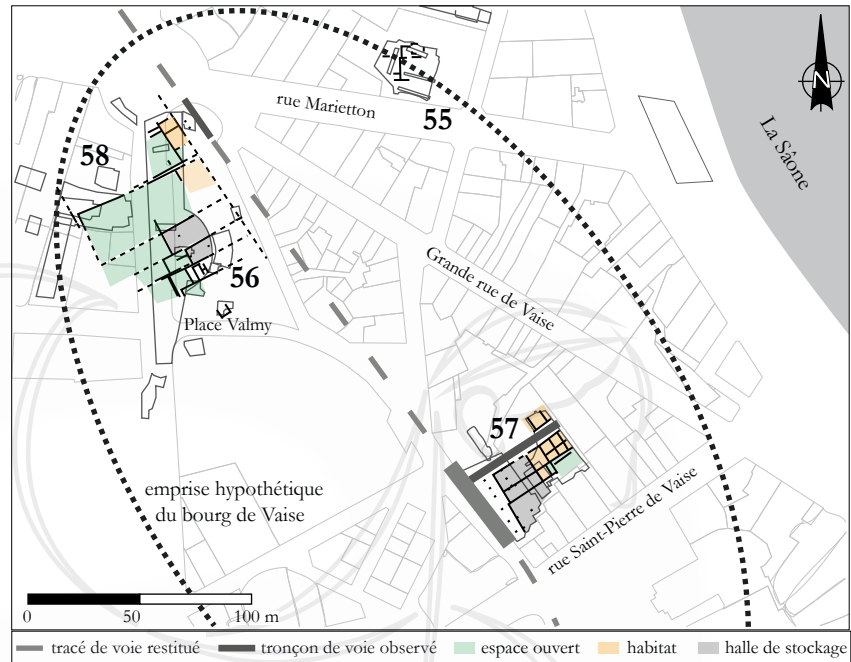 N
La Sâone
rue Marietton
55
58
56
Grande rue de Vaise
Place Valmy
57
emprise hypothétique
du bourg de Vaise
rue Saint-Pierre de Vaise
0 50 100 m
tracé de voie restitué tronçon de voie observé espace ouvert habitat halle de stockage